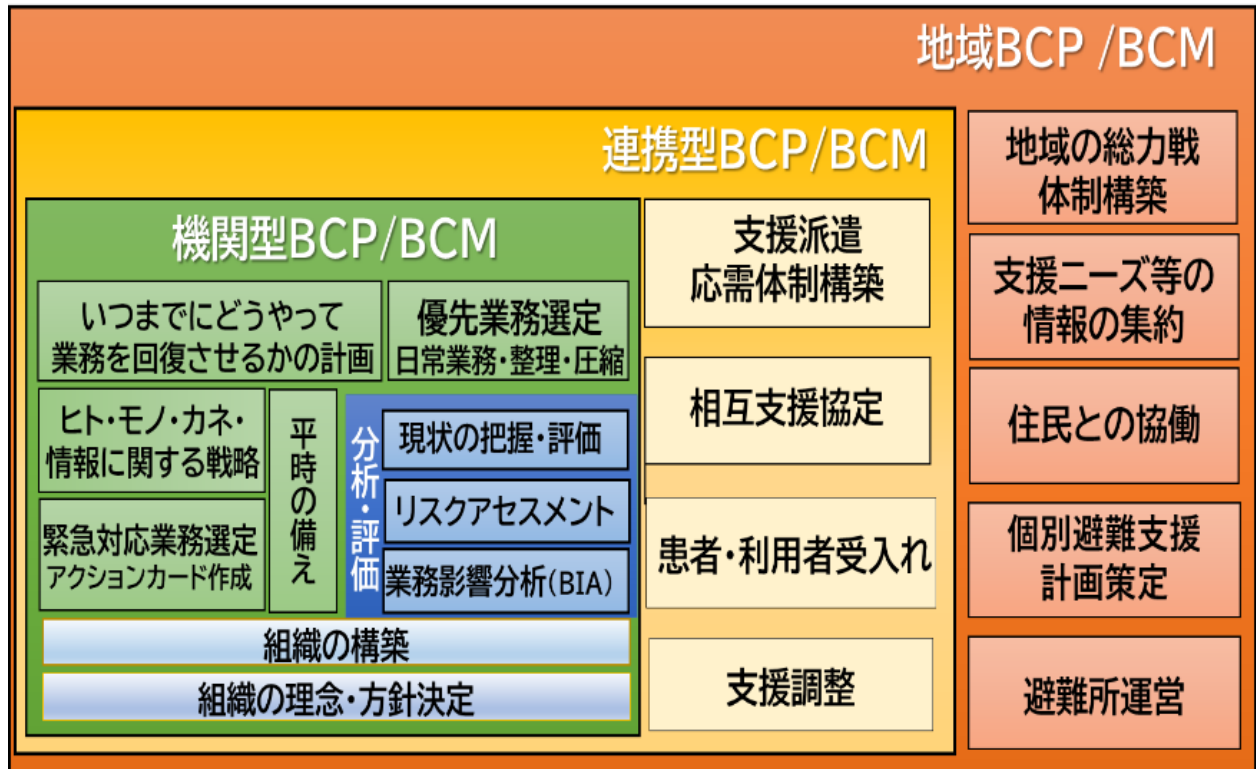 地域BCP /BCM
連携型BCP/BCM
機関型BCP/BCM
いつまでにどうやって
業務を回復させるかの計画
優先業務選定
日常業務・整理・圧縮
ヒト・モノ・カネ・
情報に関する戦略
緊急対応業務選定
アクションカード作成
平時の備え
分析・評価
現状の把握・評価
リスクアセスメント
業務影響分析(BIA)
組織の構築
組織の理念・方針決定
支援派遣
応需体制構築
相互支援協定
患者・利用者受入れ
支援調整
地域の総力戦
体制構築
支援ニーズ等の
情報の集約
住民との協働
個別避難支援
計画策定
避難所運営